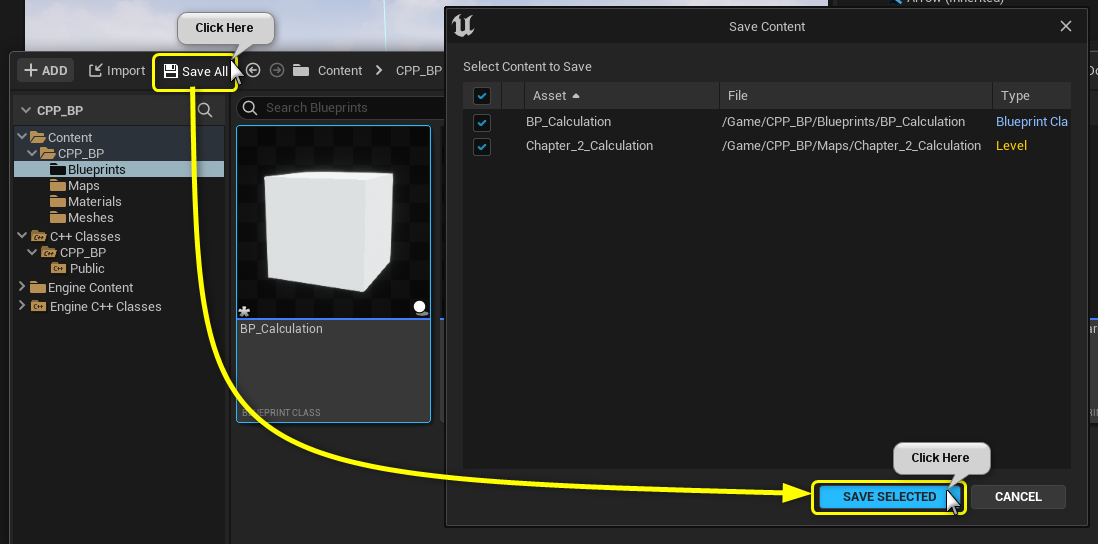 Click Here
Arrow (Inherited)
Save Content
ADD
Import
Save All
Content
CPP_BP
Select Content to Save
CPP_BP
Search Blueprints
Asset
File
Type
Content
CPP_BP
Blueprints
Maps
Materials
Meshes
C++ Classes
CPP_BP
Public
Engine Content
Engine C++ Classes
BP_Calculation
/Game/CPP_BP/Blueprints/BP_Calculation
Blueprint Cla
Chapter_2_Calculation
/Game/CPP_BP/Maps/Chapter_2_Calculation
Level
BP_Calculation
BLUEPRINT CLASS
Click Here
SAVE SELECTED
CANCEL